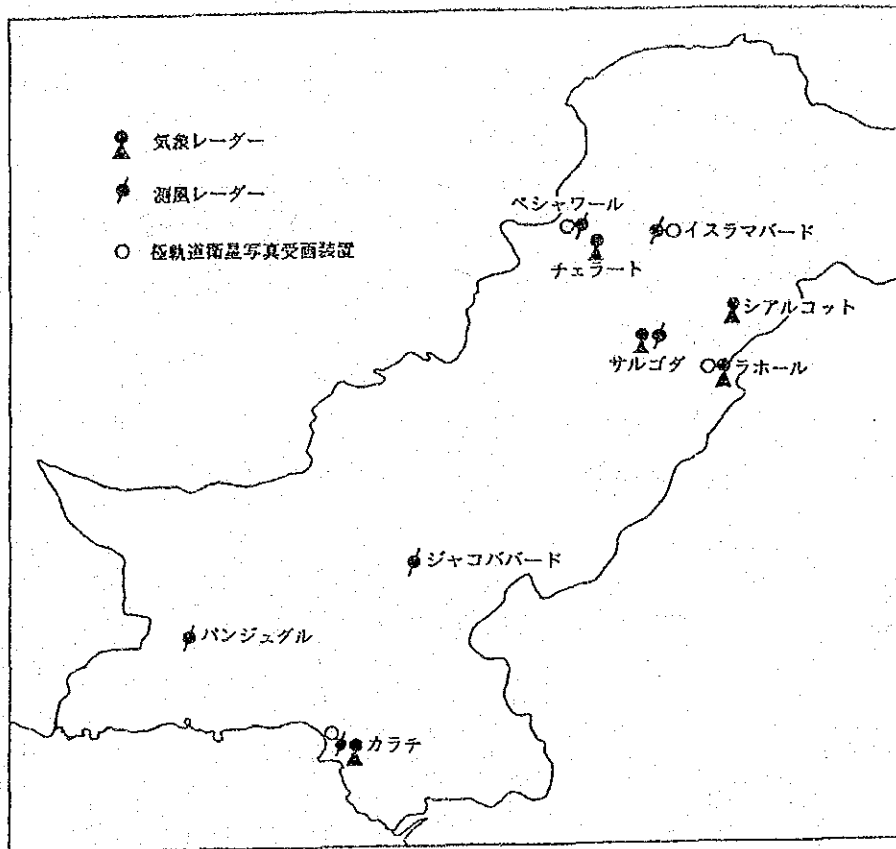 気象レーダー
測風レーダー
極軌道衛星写真受画装置
ペシャワール
イスラマバード
チェラート
シアルコット
サルゴダ
ラホール
ジャコババード
パンジュグル
カラチ